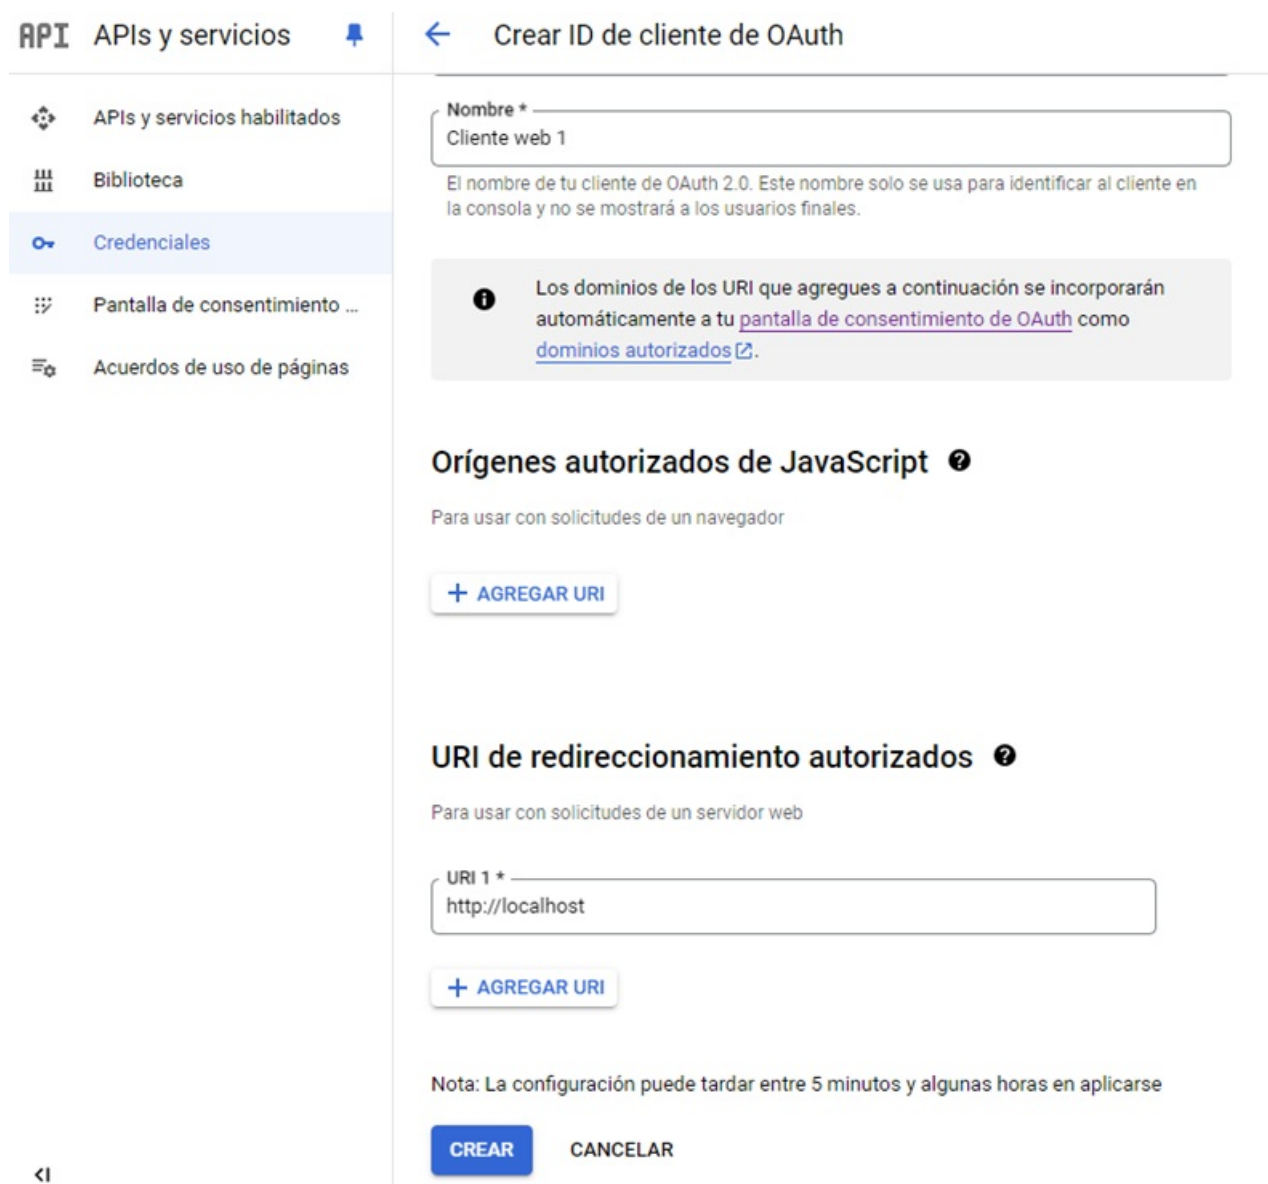 API APIs y servicios
Crear ID de cliente de OAuth
APIs y servicios habilitados
Biblioteca
Credenciales
Pantalla de consentimiento ...
Acuerdos de uso de páginas
Nombre *
Cliente web 1
El nombre de tu cliente de OAuth 2.0. Este nombre solo se usa para identificar al cliente en
la consola y no se mostrará a los usuarios finales.
Los dominios de los URI que agregues a continuación se incorporarán
automáticamente a tu pantalla de consentimiento de OAuth como
dominios autorizados.
Orígenes autorizados de JavaScript
Para usar con solicitudes de un navegador
+ AGREGAR URI
URI de redireccionamiento autorizados
Para usar con solicitudes de un servidor web
URI 1 *
http://localhost
+ AGREGAR URI
Nota: La configuración puede tardar entre 5 minutos y algunas horas en aplicarse
CREAR CANCELAR